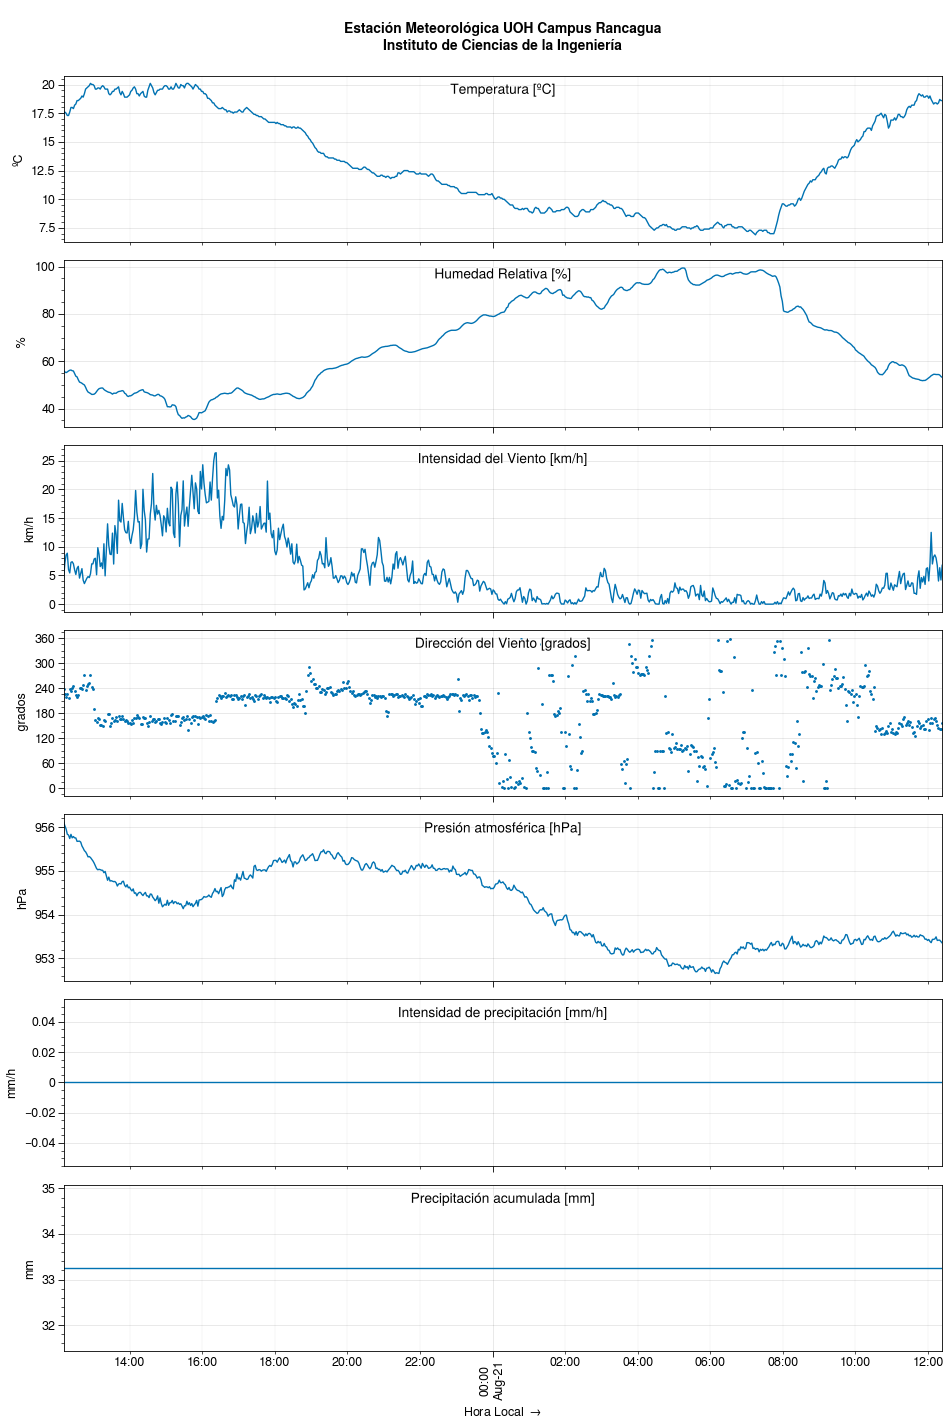 Estación Meteorológica UOH Campus Rancagua
Instituto de Ciencias de la Ingeniería
Temperatura [ºC]
20
17.5
15
12.5
10
7.5
ºC
Humedad Relativa [%]
100
80
60
40
%
Intensidad del Viento [km/h]
25
20
15
10
5
0
km/h
Dirección del Viento [grados]
360
300
240
180
120
60
0
grados
Presión atmosférica [hPa]
956
955
954
953
hPa
Intensidad de precipitación [mm/h]
0.04
0.02
0
−0.02
−0.04
mm/h
Precipitación acumulada [mm]
35
34
33
32
mm
14:00 16:00 18:00 20:00 22:00 00:00 02:00 04:00 06:00 08:00 10:00 12:00
Aug-21
Hora Local →